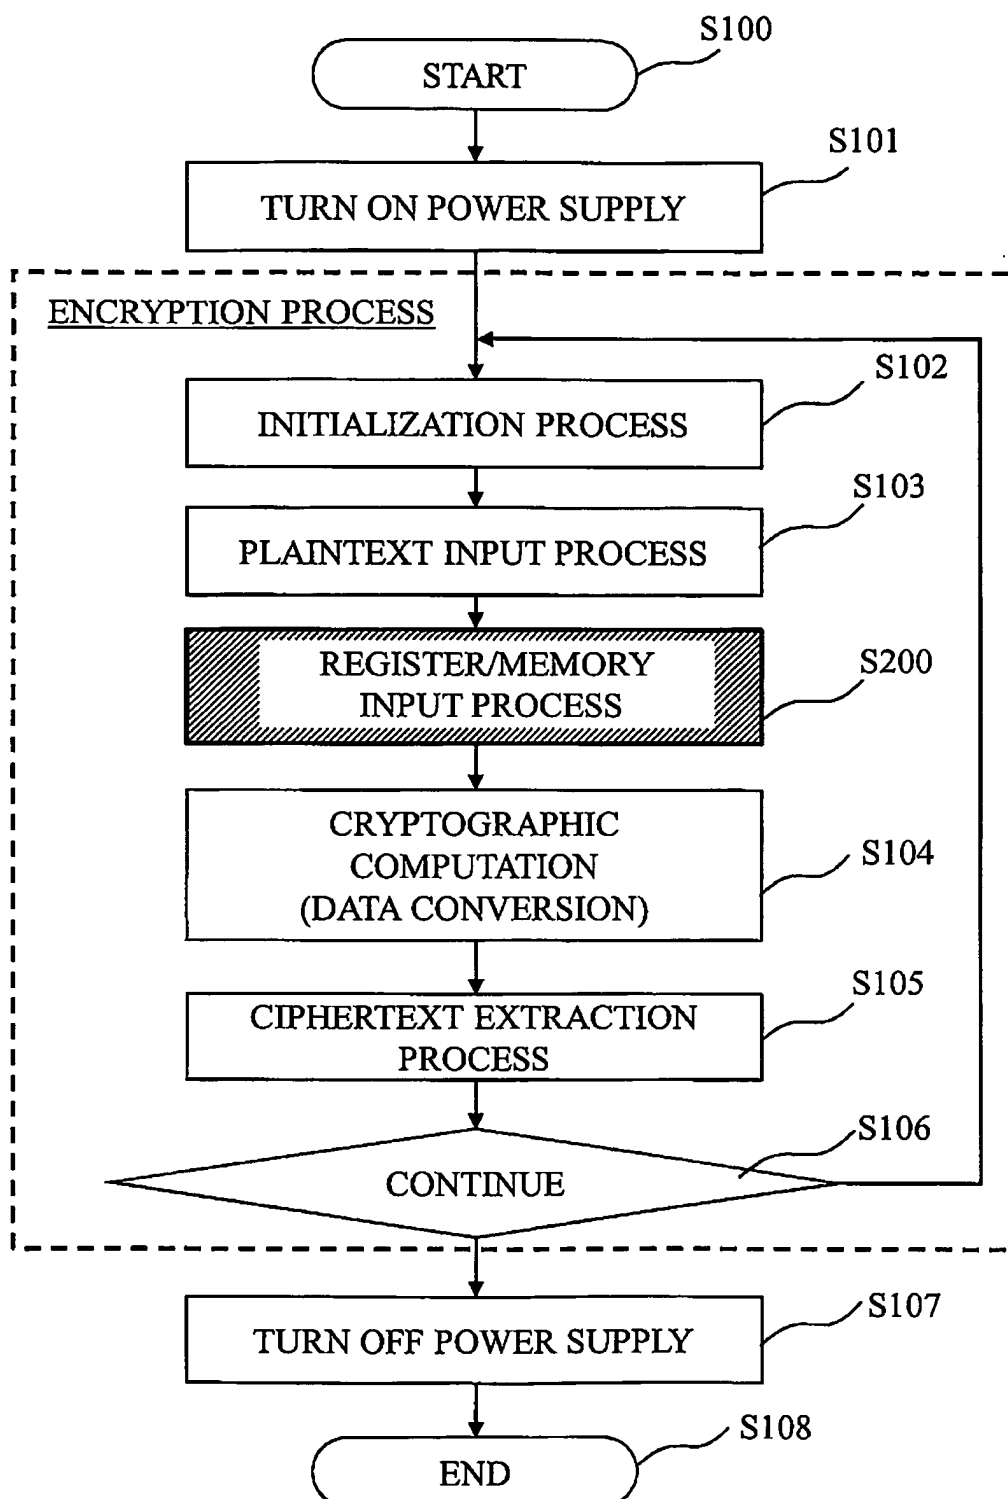 S100
START
S101
TURN ON POWER SUPPLY
ENCRYPTION PROCESS
S102
INITIALIZATION PROCESS
S103
PLAINTEXT INPUT PROCESS
REGISTER/MEMORY
INPUT PROCESS
S200
CRYPTOGRAPHIC
COMPUTATION
(DATA CONVERSION)
S104
S105
CIPHERTEXT EXTRACTION
PROCESS
S106
CONTINUE
S107
TURN OFF POWER SUPPLY
S108
END